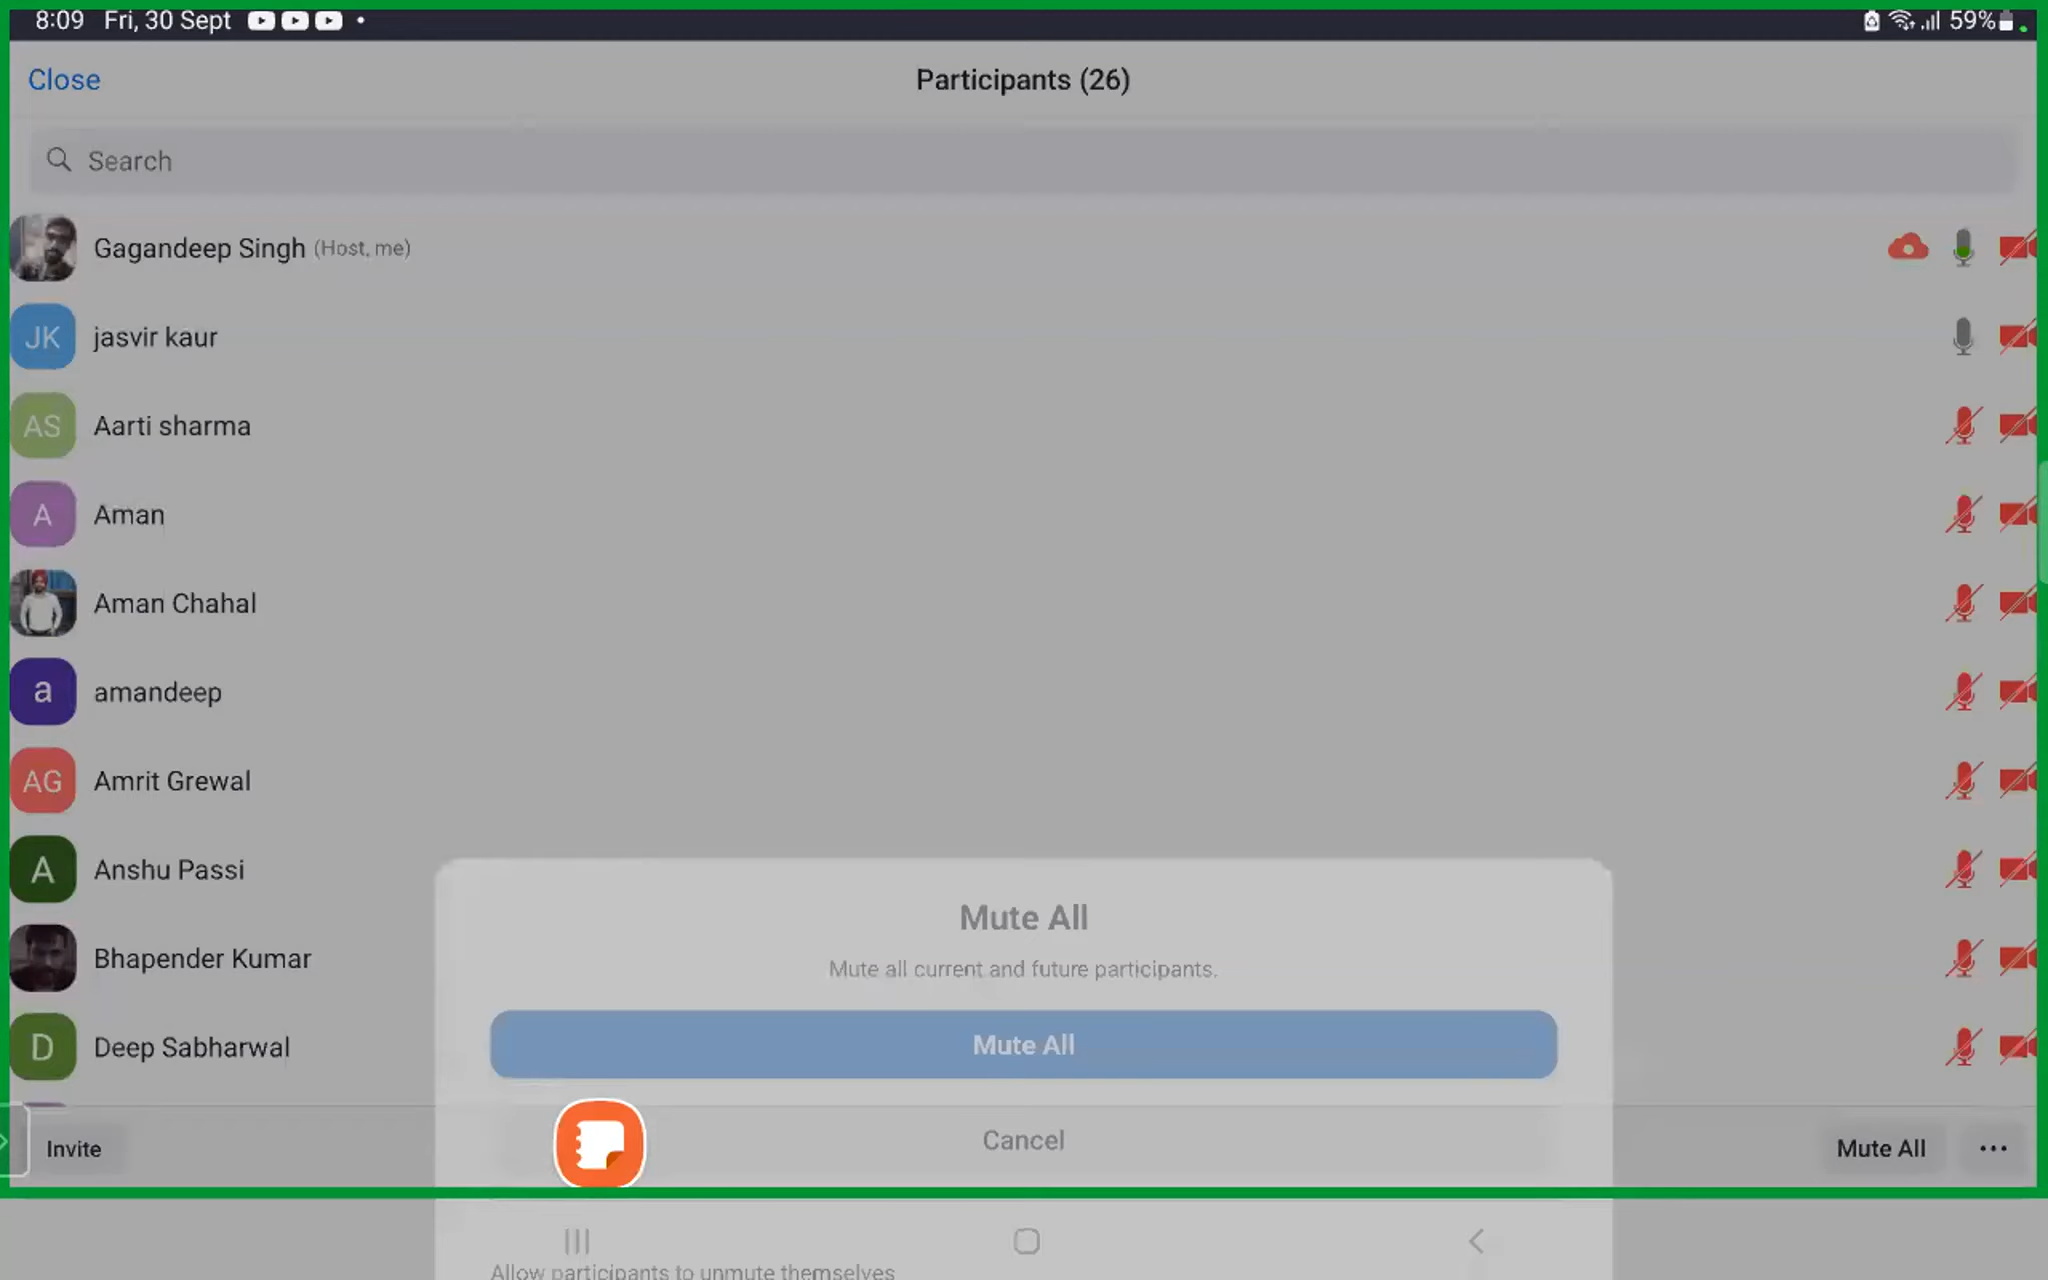 8:09 Fri, 30 Sept 59%
Close Participants (26)
Search
Gagandeep Singh (Host, me)
JK jasvir kaur
AS Aarti sharma
A Aman
Aman Chahal
a amandeep
AG Amrit Grewal
A Anshu Passi
Bhapender Kumar
D Deep Sabharwal
Mute All
Mute all current and future participants.
Mute All
Cancel
Invite Mute All ...
Allow participants to unmute themselves